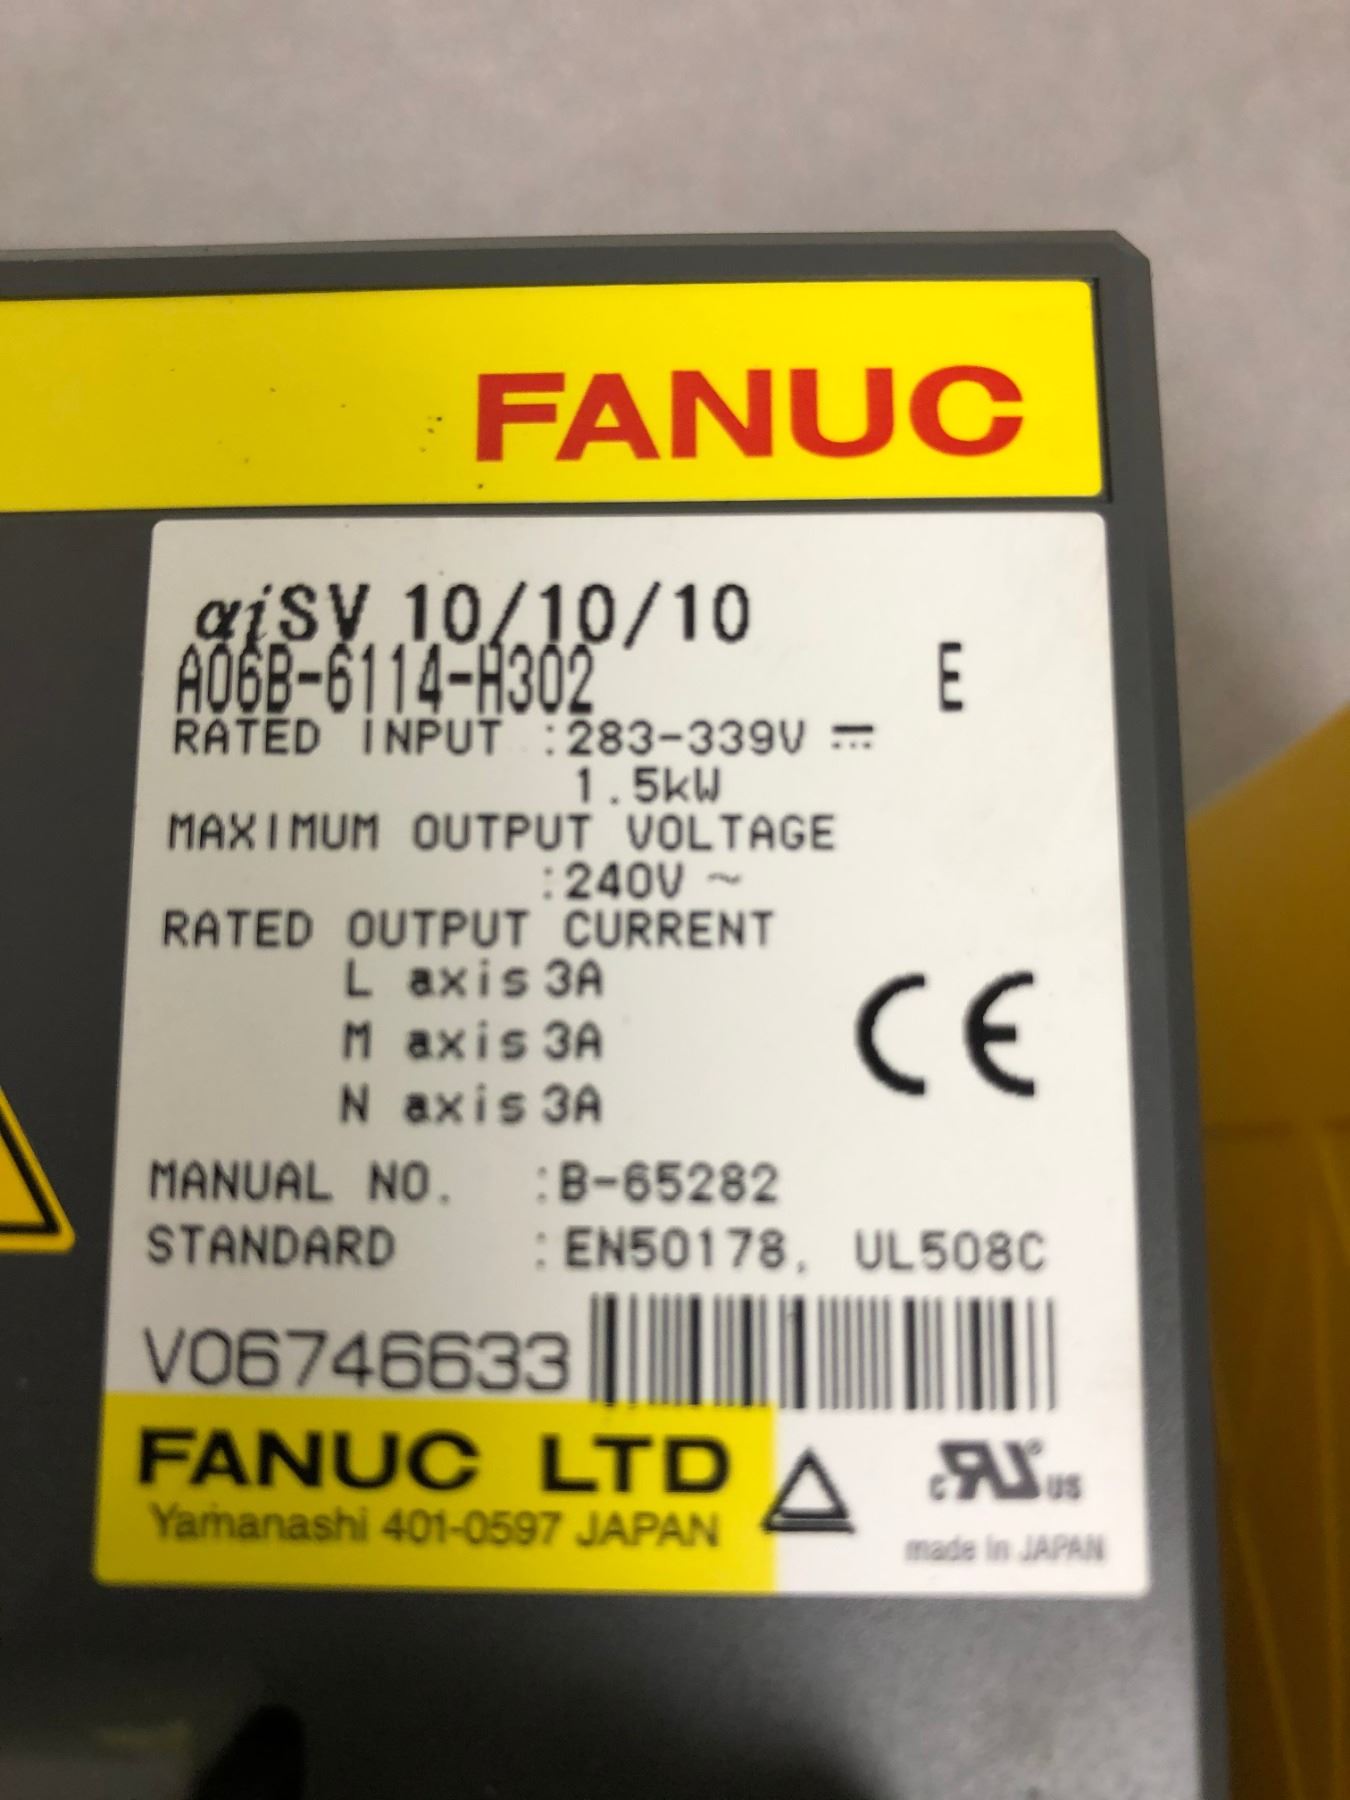 FANUC
αiSV 10/10/10
A06B-6114-H302 E
RATED INPUT :283-339V ⎓
1.5kW
MAXIMUM OUTPUT VOLTAGE
:240V ~
RATED OUTPUT CURRENT
L axis 3A
M axis 3A
N axis 3A
CE
MANUAL NO. :B-65282
STANDARD :EN50178, UL508C
V06746633
FANUC LTD
Yamanashi 401-0597 JAPAN
c RU us
made in JAPAN